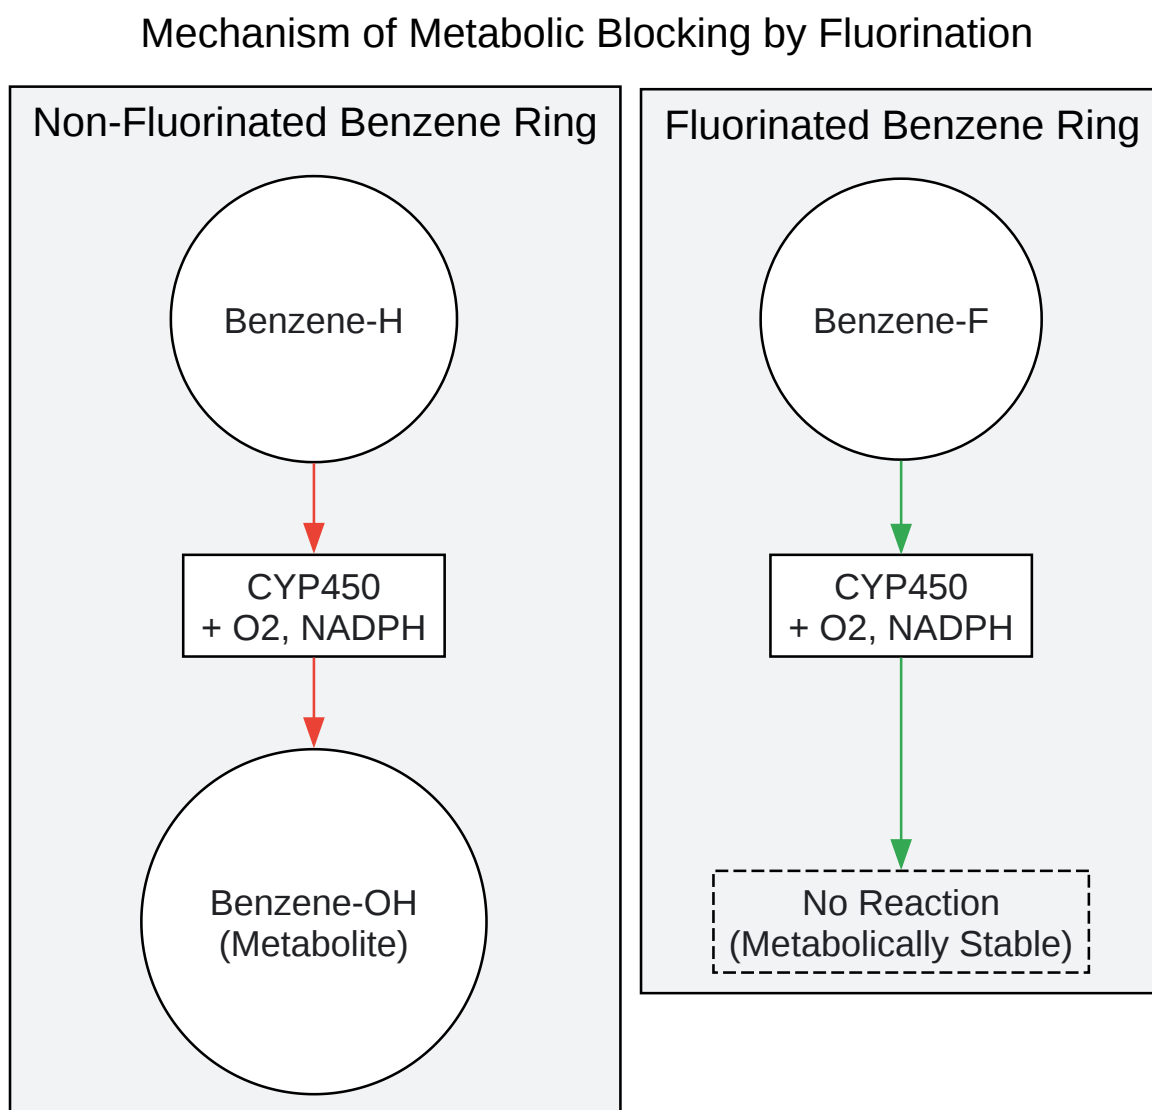 Mechanism of Metabolic Blocking by Fluorination
Non-Fluorinated Benzene Ring
Benzene-H
CYP450
+ O2, NADPH
Benzene-OH
(Metabolite)
Fluorinated Benzene Ring
Benzene-F
CYP450
+ O2, NADPH
No Reaction
(Metabolically Stable)